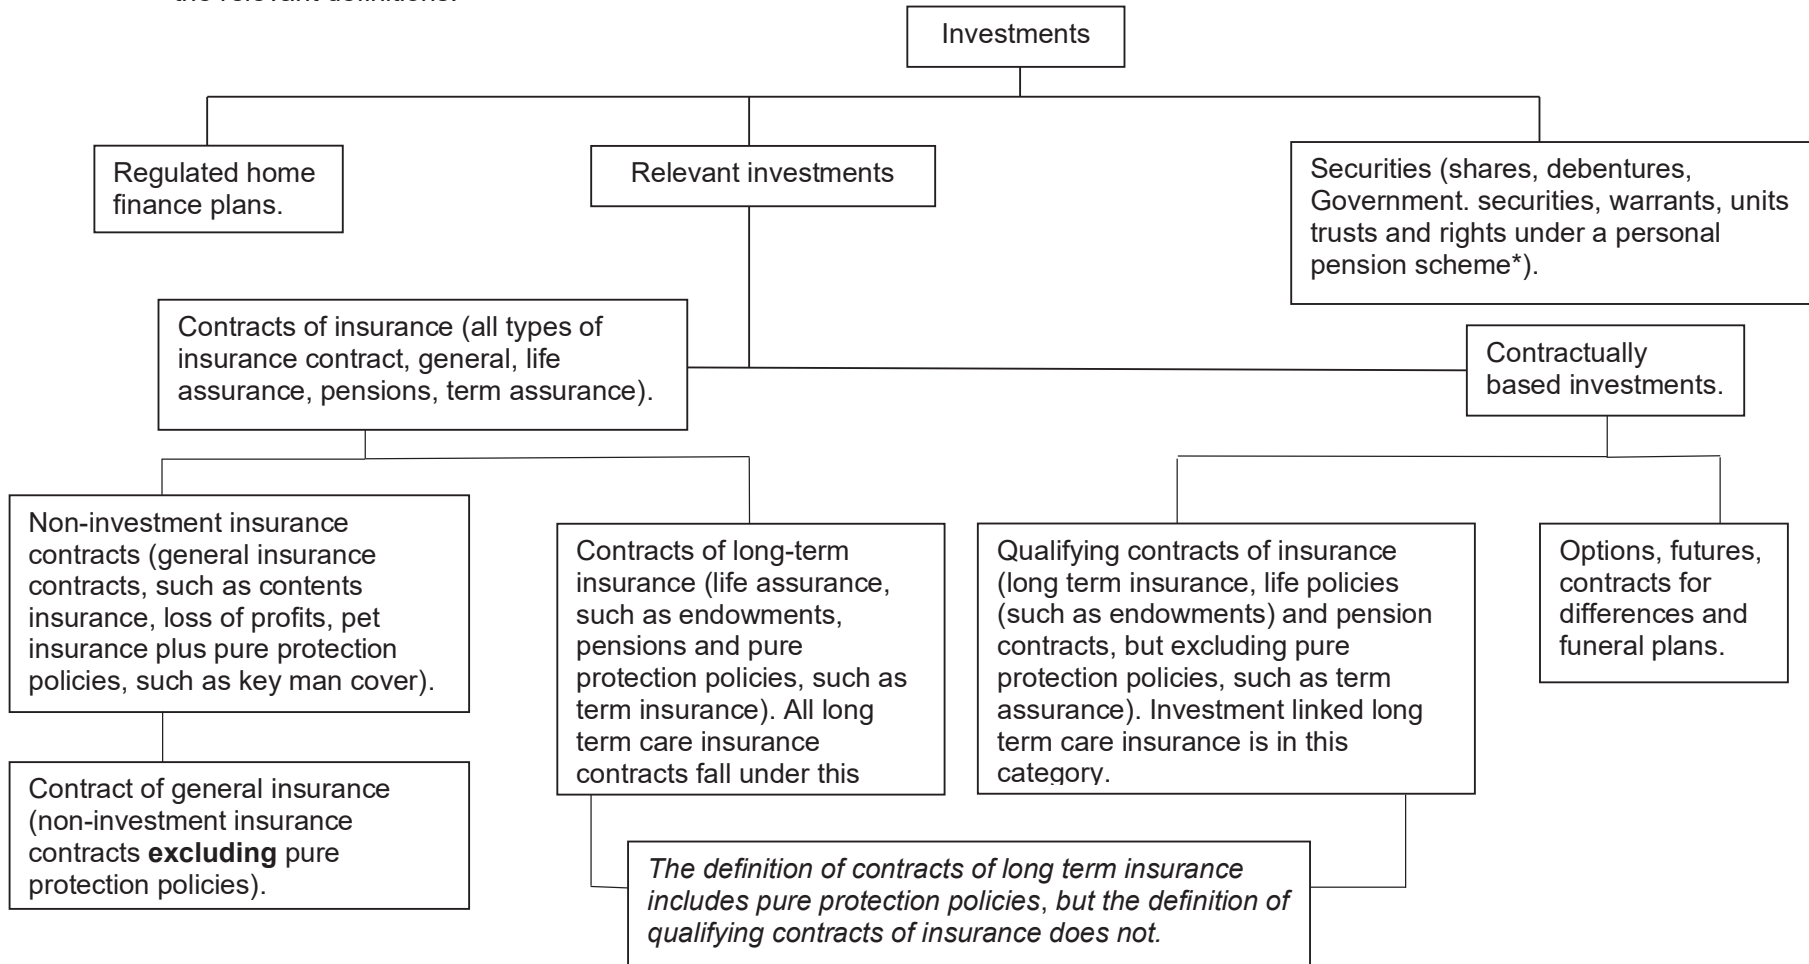 the relevant definitions.
Investments
Regulated home
finance plans.
Relevant investments
Securities (shares, debentures,
Government. securities, warrants, units
trusts and rights under a personal
pension scheme*).
Contracts of insurance (all types of
insurance contract, general, life
assurance, pensions, term assurance).
Contractually
based investments.
Non-investment insurance
contracts (general insurance
contracts, such as contents
insurance, loss of profits, pet
insurance plus pure protection
policies, such as key man cover).
Contracts of long-term
insurance (life assurance,
such as endowments,
pensions and pure
protection policies, such as
term insurance). All long
term care insurance
contracts fall under this
Qualifying contracts of insurance
(long term insurance, life policies
(such as endowments) and pension
contracts, but excluding pure
protection policies, such as term
assurance). Investment linked long
term care insurance is in this
category.
Options, futures,
contracts for
differences and
funeral plans.
Contract of general insurance
(non-investment insurance
contracts excluding pure
protection policies).
The definition of contracts of long term insurance
includes pure protection policies, but the definition of
qualifying contracts of insurance does not.